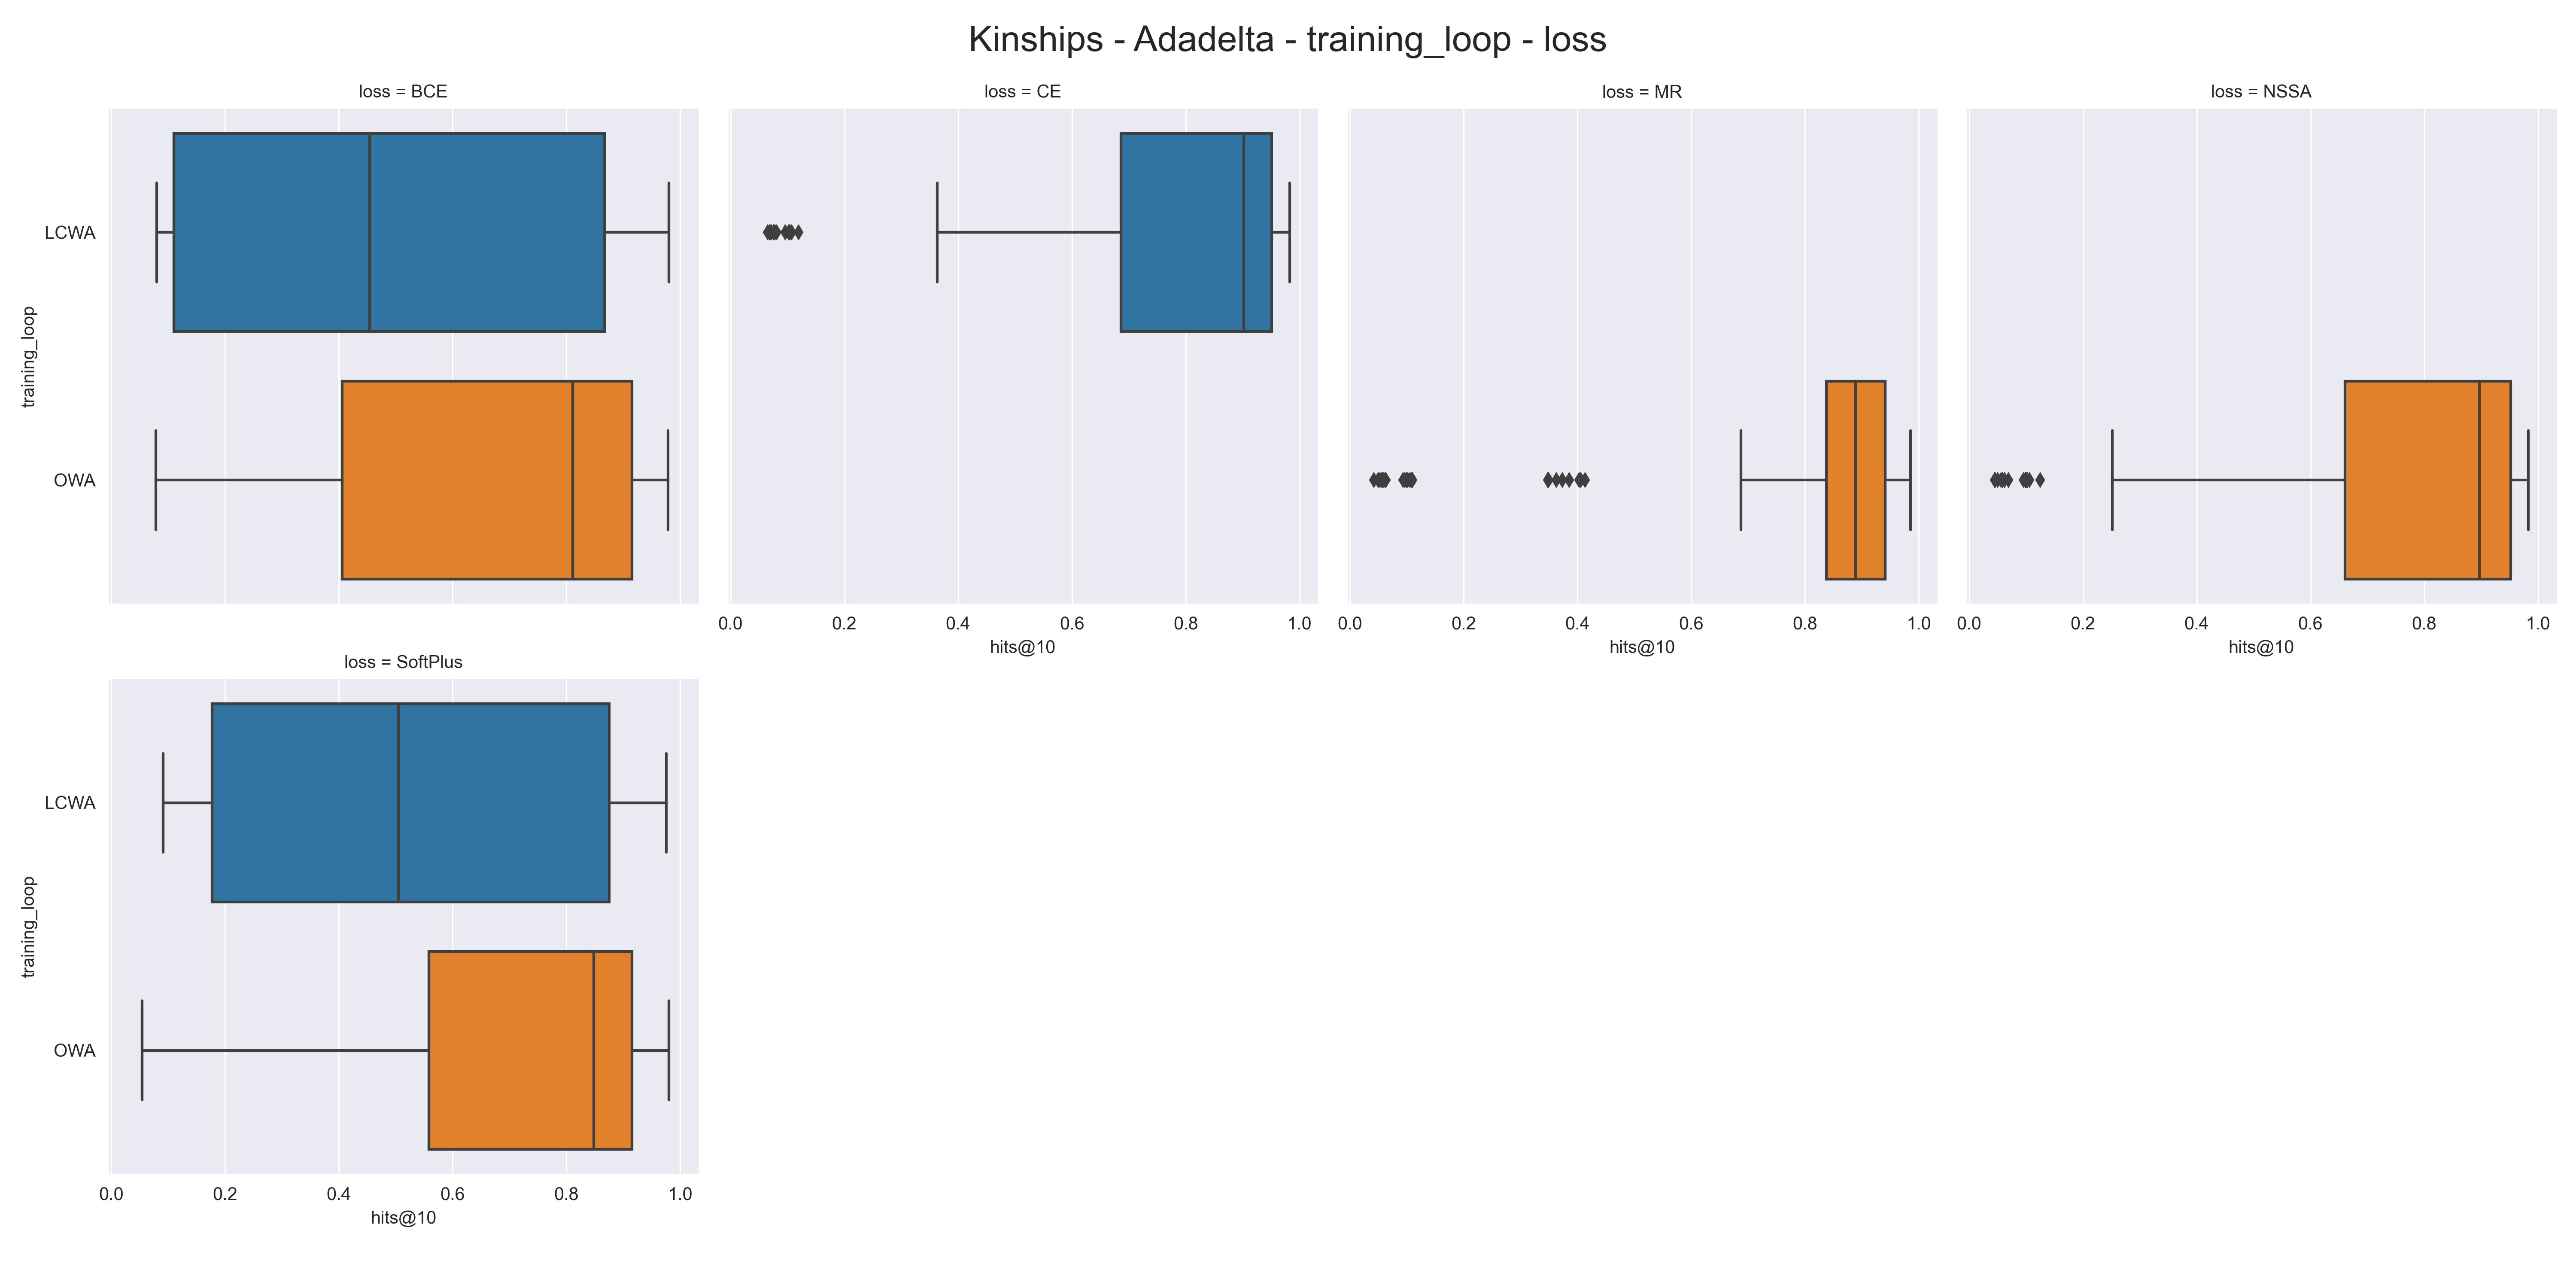 Kinships - Adadelta - training_loop - loss
loss = BCE
loss = CE
loss = MR
loss = NSSA
training_loop
LCWA
OWA
0.0 0.2 0.4 0.6 0.8 1.0
hits@10
0.0 0.2 0.4 0.6 0.8 1.0
hits@10
0.0 0.2 0.4 0.6 0.8 1.0
hits@10
loss = SoftPlus
training_loop
LCWA
OWA
0.0 0.2 0.4 0.6 0.8 1.0
hits@10